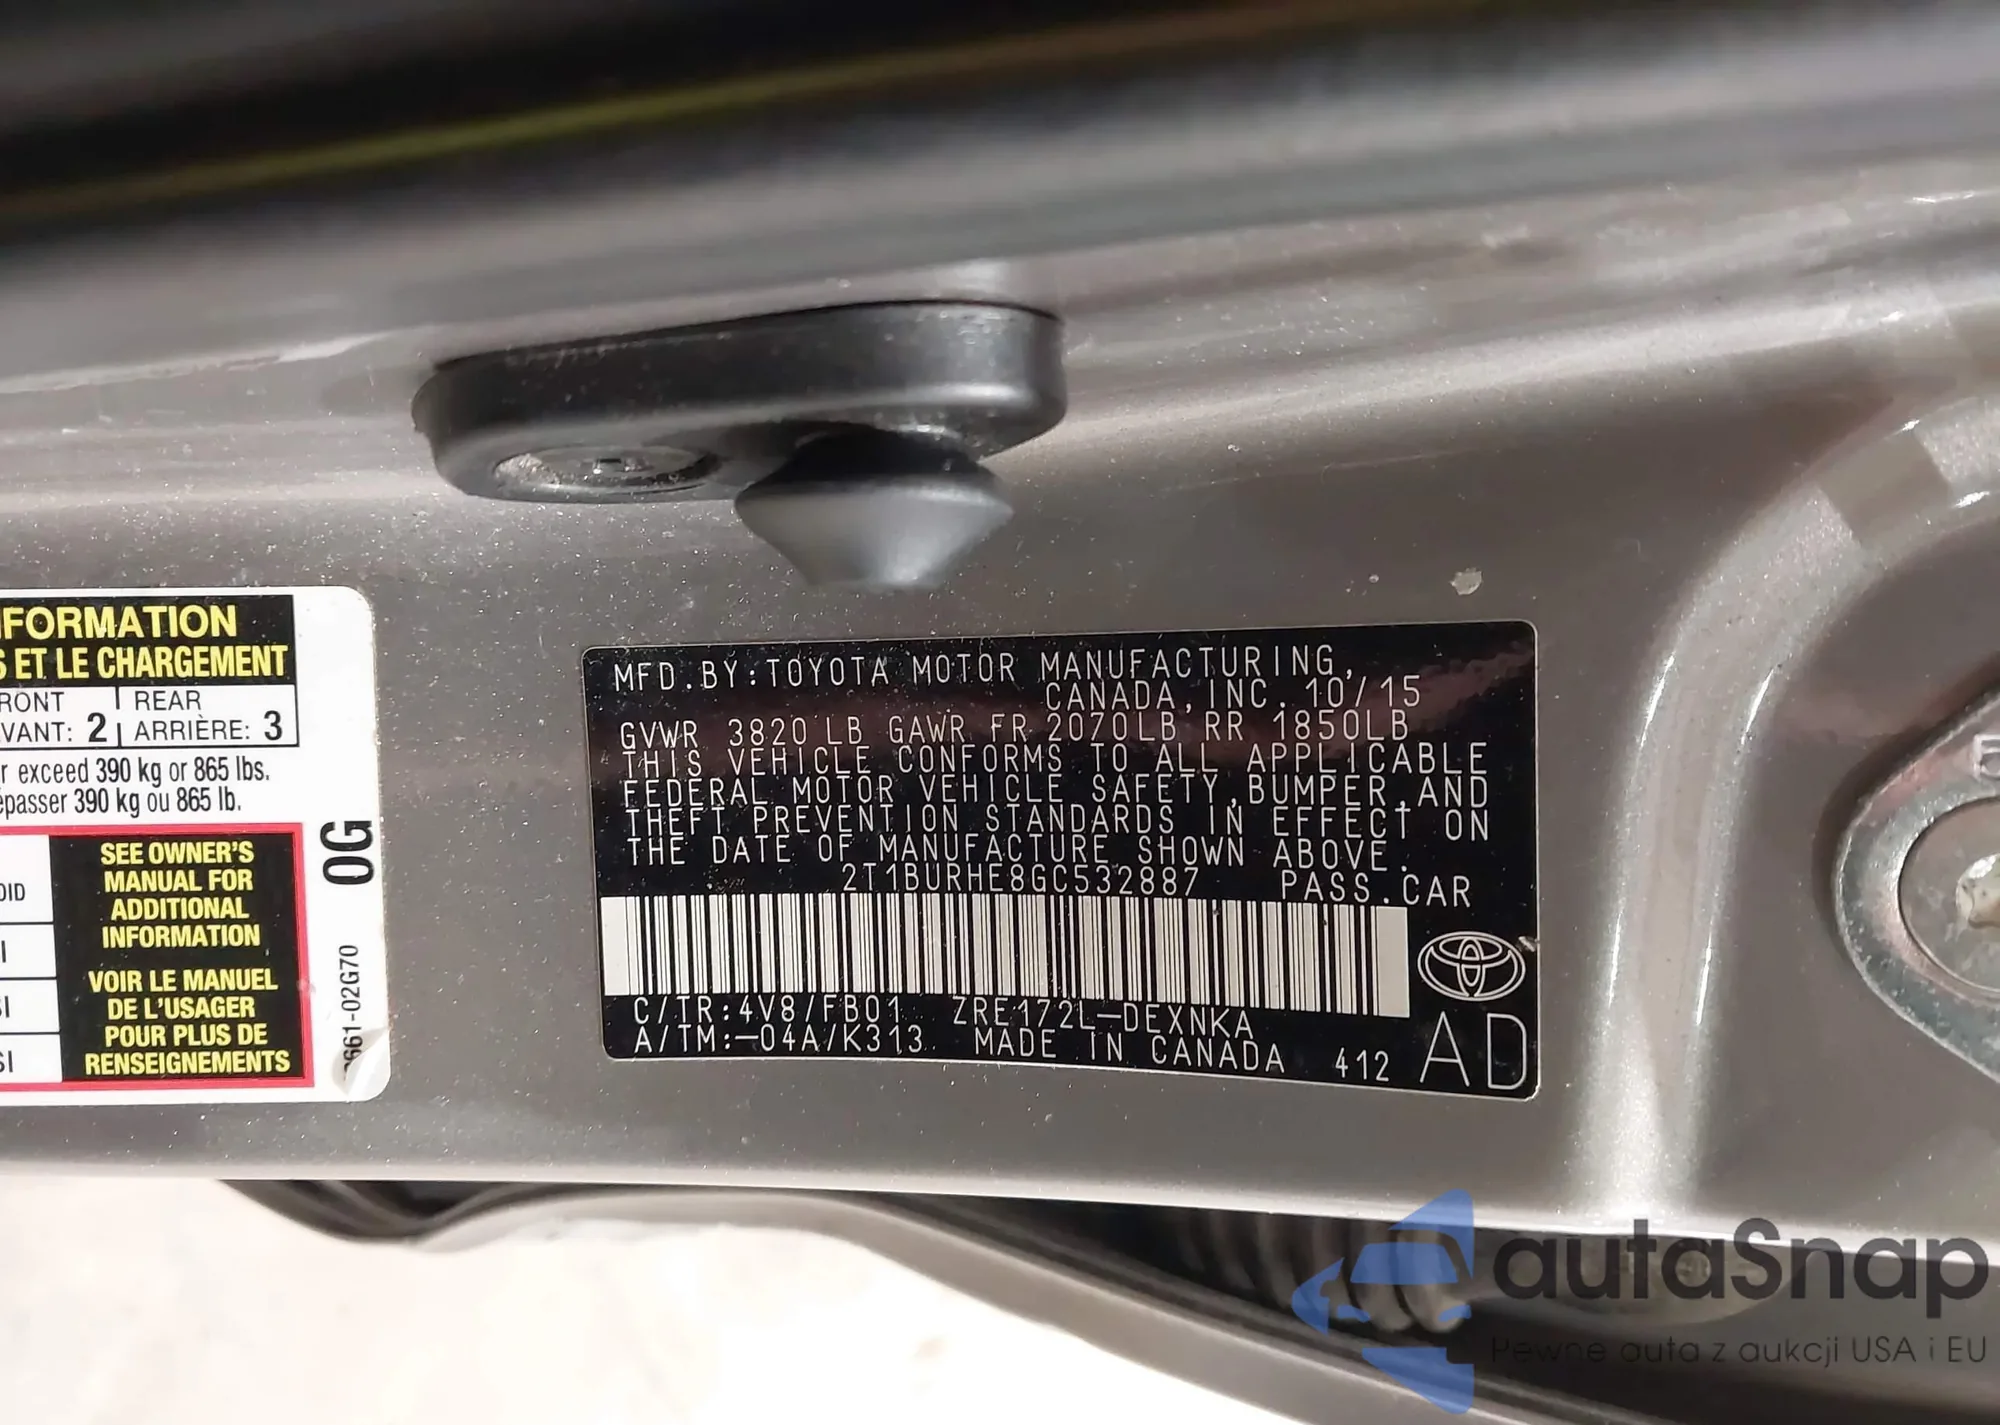 FORMATION
S ET LE CHARGEMENT
RONT REAR
VANT: 2 ARRIÈRE: 3
r exceed 390 kg or 865 lbs.
épasser 390 kg ou 865 lb.
SEE OWNER'S
MANUAL FOR
ADDITIONAL
INFORMATION
VOIR LE MANUEL
DE L'USAGER
POUR PLUS DE
RENSEIGNEMENTS
OID
I
SI
SI
0G
661-02G70
MFD.BY:TOYOTA MOTOR MANUFACTURING,
CANADA,INC. 10/15
GVWR 3820 LB GAWR FR 2070LB RR 1850LB
THIS VEHICLE CONFORMS TO ALL APPLICABLE
FEDERAL MOTOR VEHICLE SAFETY,BUMPER,AND
THEFT PREVENTION STANDARDS IN EFFECT ON
THE DATE OF MANUFACTURE SHOWN ABOVE.
2T1BURHE8GC532887 PASS.CAR
C/TR:4V8/FB01 ZRE172L-DEXNKA
A/TM:-04A/K313 MADE IN CANADA 412 AD
autaSnap
Pewne auta z aukcji USA i EU